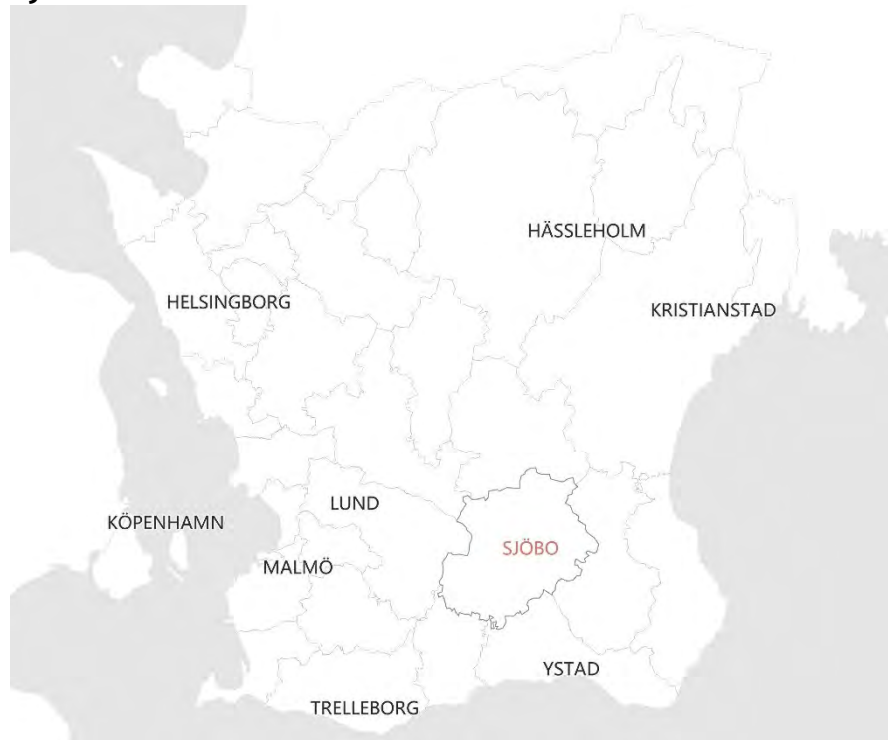 HÄSSLEHOLM
HELSINGBORG
KRISTIANSTAD
LUND
KÖPENHAMN
SJÖBO
MALMÖ
YSTAD
TRELLEBORG